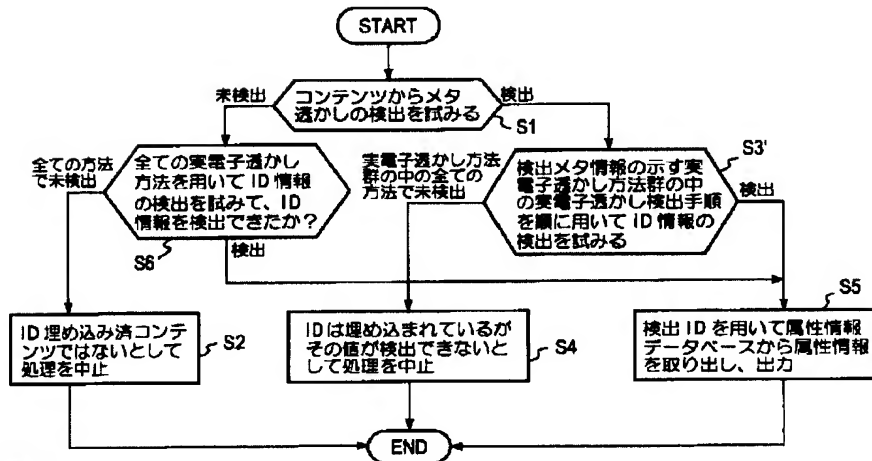 START
未検出
コンテンツからメタ
透かしの検出を試みる
検出
S1
全ての方法
で未検出
全ての実電子透かし
方法を用いて ID 情報
の検出を試みて、ID
情報を検出できたか?
S6
検出
実電子透かし方法
群の中の全ての
方法で未検出
検出メタ情報の示す実
電子透かし方法群の中
の実電子透かし検出手順
を順に用いて ID 情報の
検出を試みる
S3'
検出
ID 埋め込み済コンテン
ツではないとして
処理を中止
S2
IDは埋め込まれているが
その値が検出できないと
して処理を中止
S4
検出 ID を用いて属性情報
データベースから属性情報
を取り出し、出力
S5
END